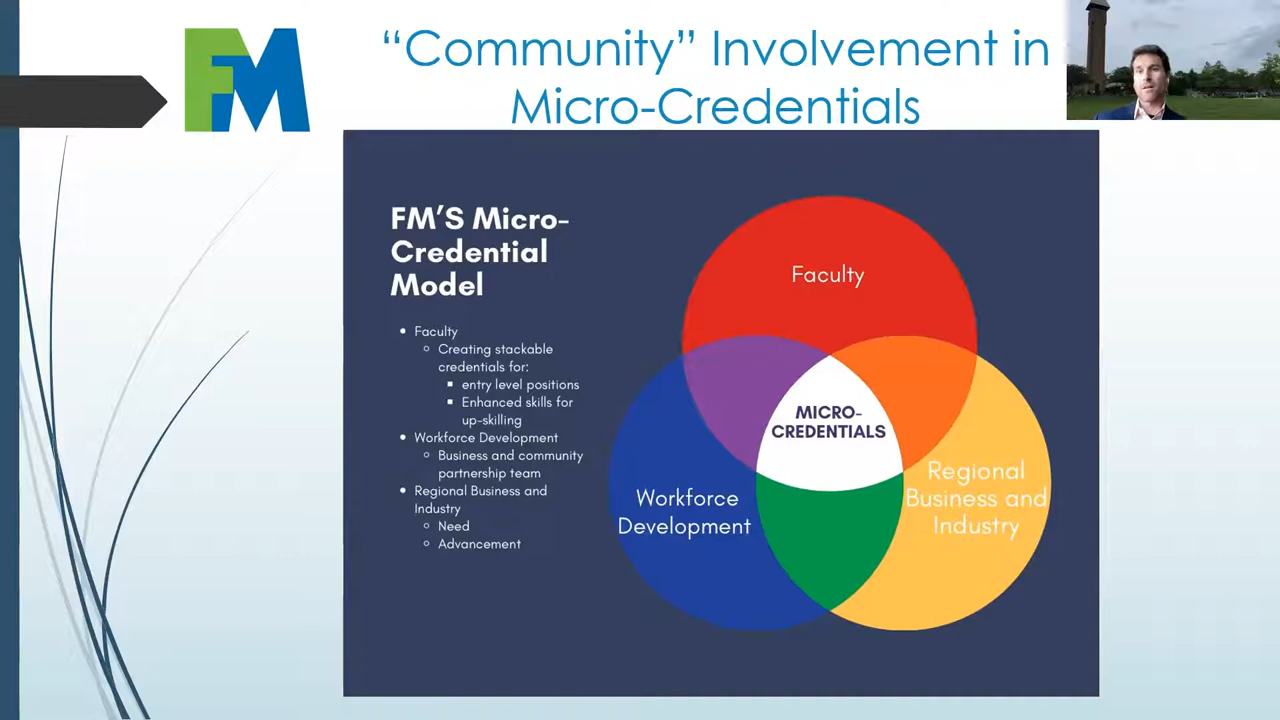 FM
“Community” Involvement in
Micro-Credentials
FM’S Micro-
Credential
Model
Faculty
Creating stackable
credentials for:
entry level positions
Enhanced skills for
up-skilling
Workforce Development
Business and community
partnership team
Regional Business and
Industry
Need
Advancement
Faculty
MICRO-
CREDENTIALS
Workforce
Development
Regional
Business and
Industry